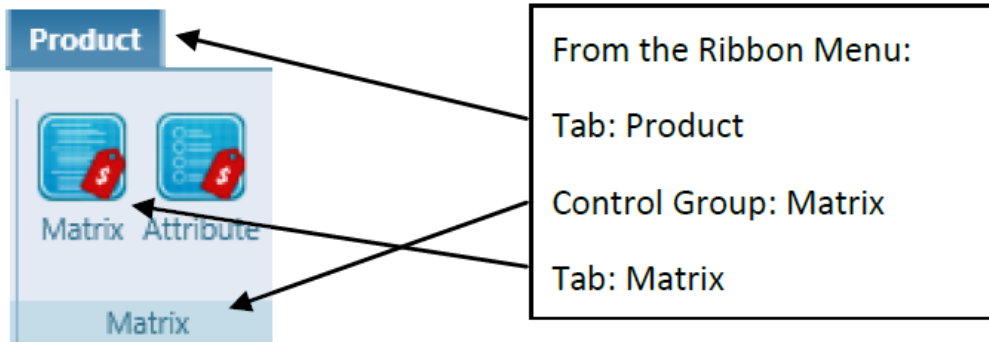 Product
Matrix Attribute
Matrix
From the Ribbon Menu:
Tab: Product
Control Group: Matrix
Tab: Matrix